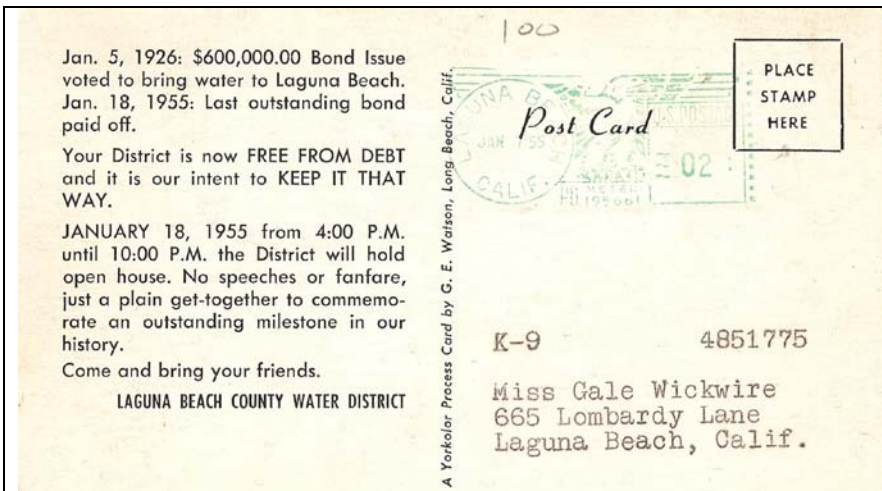 Jan. 5, 1926: $600,000.00 Bond Issue
voted to bring water to Laguna Beach.
Jan. 18, 1955: Last outstanding bond
paid off.
Your District is now FREE FROM DEBT
and it is our intent to KEEP IT THAT
WAY.
JANUARY 18, 1955 from 4:00 P.M.
until 10:00 P.M. the District will hold
open house. No speeches or fanfare,
just a plain get-together to commemo-
rate an outstanding milestone in our
history.
Come and bring your friends.
LAGUNA BEACH COUNTY WATER DISTRICT
A Yorkolor Process Card by G. E. Watson, Long Beach, Calif.
100
Post Card
PLACE
STAMP
HERE
LAGUNA BEACH
JAN 55
CALIF.
U.S. POSTAGE
02
METER
K-9 4851775
Miss Gale Wickwire
665 Lombardy Lane
Laguna Beach, Calif.